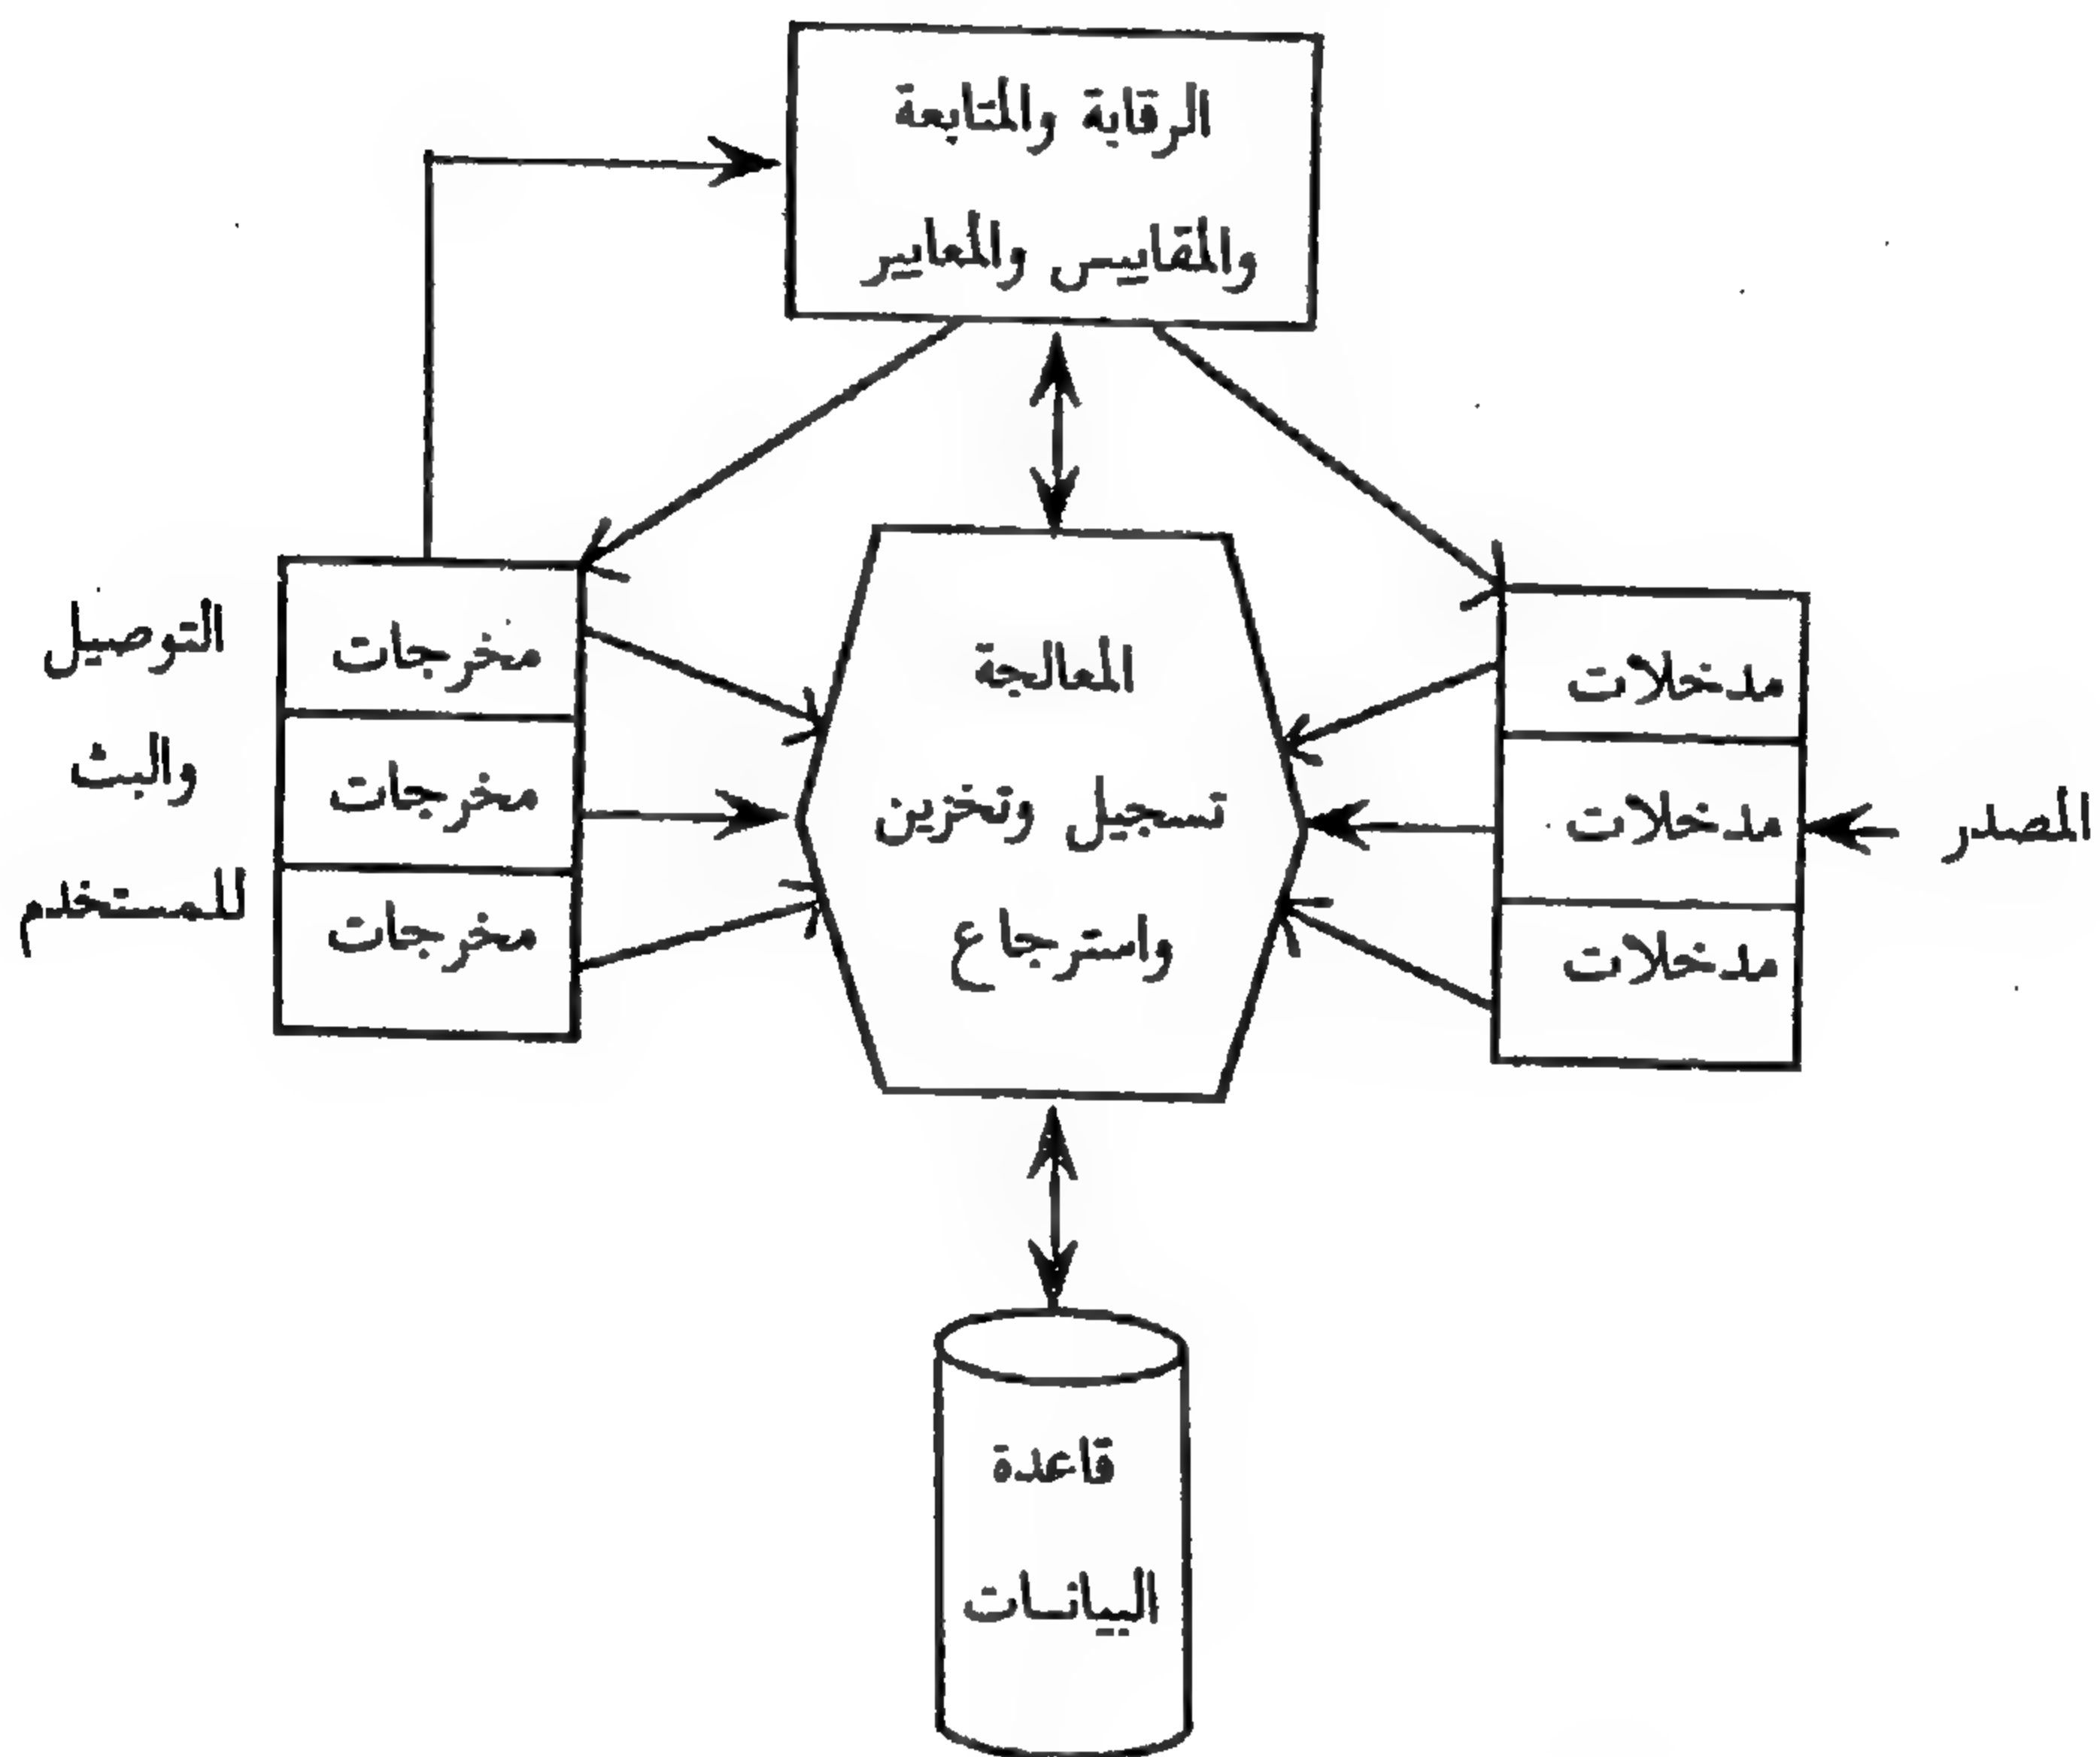 الرقابة والمتابعة
والمقاييس والمعايير
المصدر
مدخلات
مدخلات
مدخلات
المعالجة
تسجيل وتخزين
واسترجاع
مخرجات
مخرجات
مخرجات
التوصيل
والبث
للمستخدم
قاعدة
البيانات